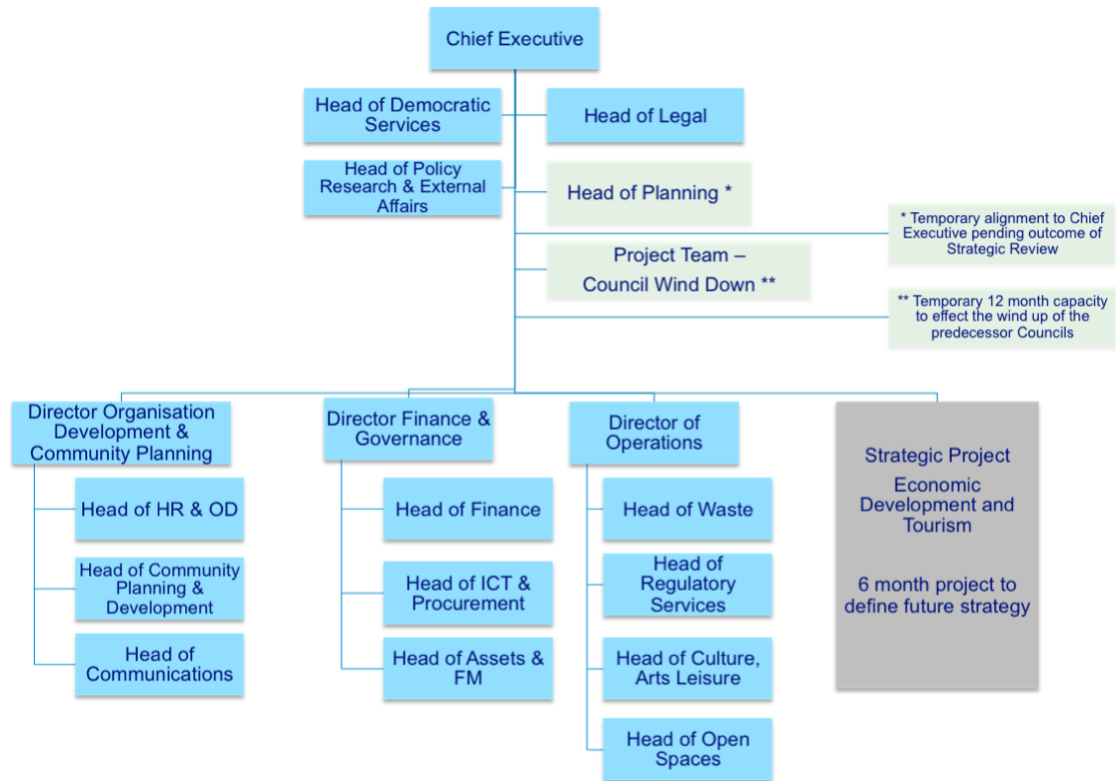 Chief Executive
Head of Democratic
Services
Head of Legal
Head of Policy
Research & External
Affairs
Head of Planning *
* Temporary alignment to Chief
Executive pending outcome of
Strategic Review
Project Team –
Council Wind Down **
** Temporary 12 month capacity
to effect the wind up of the
predecessor Councils
Director Organisation
Development &
Community Planning
Head of HR & OD
Head of Community
Planning &
Development
Head of
Communications
Director Finance &
Governance
Head of Finance
Head of ICT &
Procurement
Head of Assets &
FM
Director of
Operations
Head of Waste
Head of
Regulatory
Services
Head of Culture,
Arts Leisure
Head of Open
Spaces
Strategic Project
Economic
Development and
Tourism
6 month project to
define future strategy